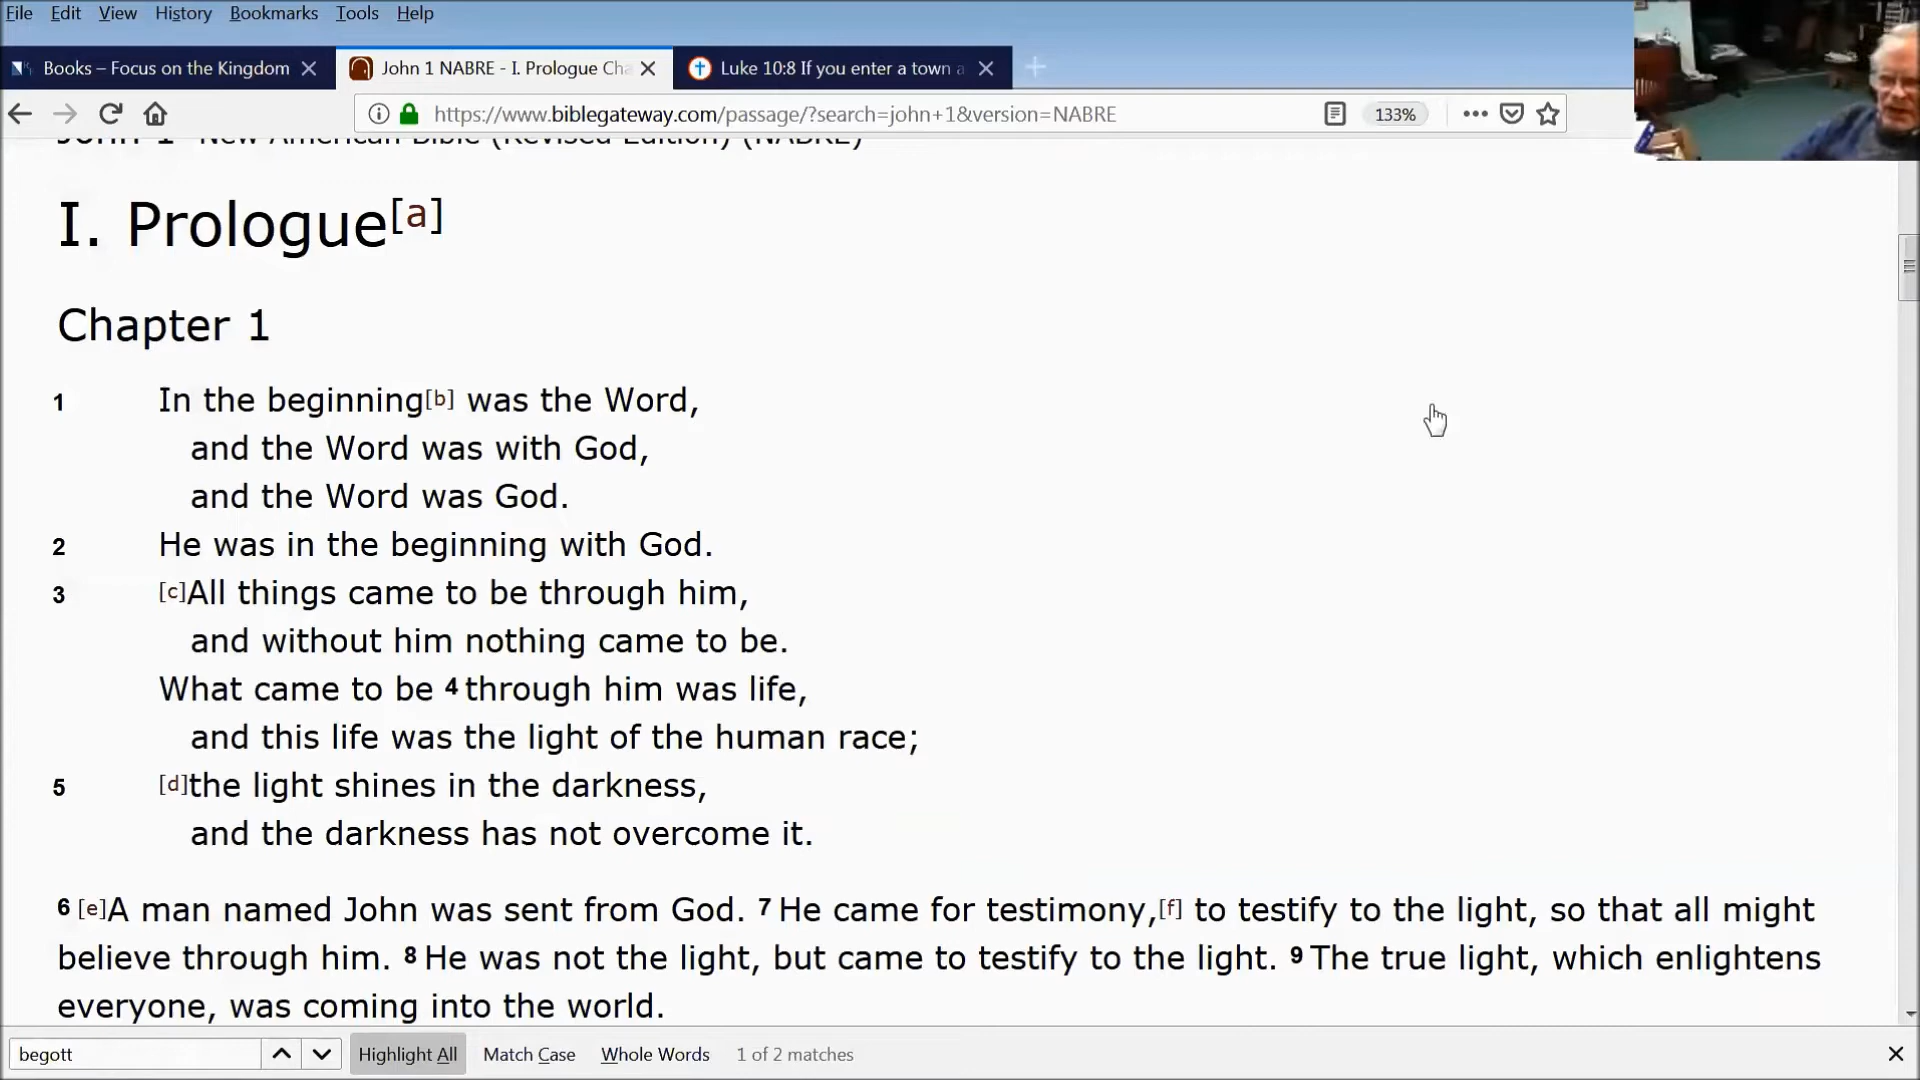 File Edit View History Bookmarks Tools Help
Books – Focus on the Kingdom
John 1 NABRE - I. Prologue Cha
Luke 10:8 If you enter a town a
https://www.biblegateway.com/passage/?search=john+1&version=NABRE
133%
John 1 New American Bible (Revised Edition) (NABRE)
I. Prologue[a]
Chapter 1
1 In the beginning[b] was the Word,
and the Word was with God,
and the Word was God.
2 He was in the beginning with God.
3 [c]All things came to be through him,
and without him nothing came to be.
What came to be 4 through him was life,
and this life was the light of the human race;
5 [d]the light shines in the darkness,
and the darkness has not overcome it.
6 [e]A man named John was sent from God. 7 He came for testimony,[f] to testify to the light, so that all might
believe through him. 8 He was not the light, but came to testify to the light. 9 The true light, which enlightens
everyone, was coming into the world.
begott Highlight All Match Case Whole Words 1 of 2 matches